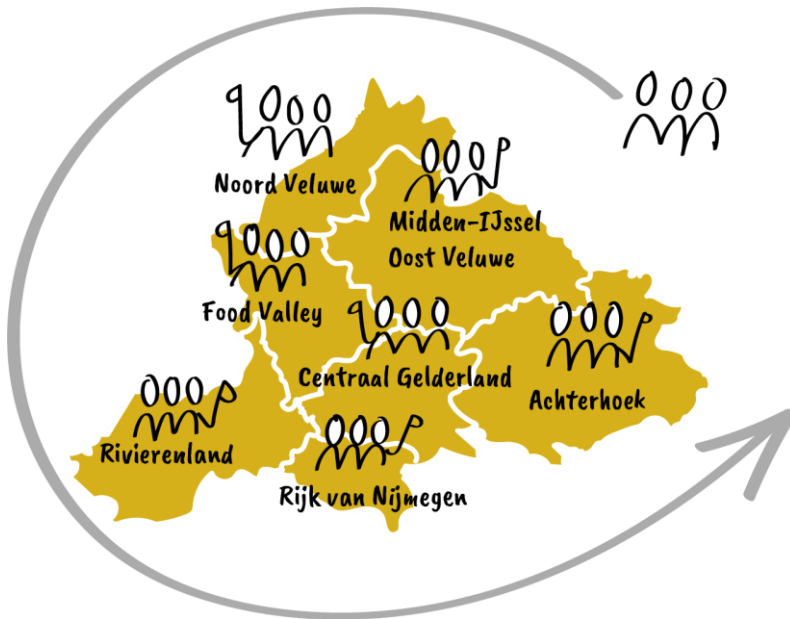 Noord Veluwe
Midden-IJssel
Oost Veluwe
Food Valley
Centraal Gelderland
Achterhoek
Rivierenland
Rijk van Nijmegen